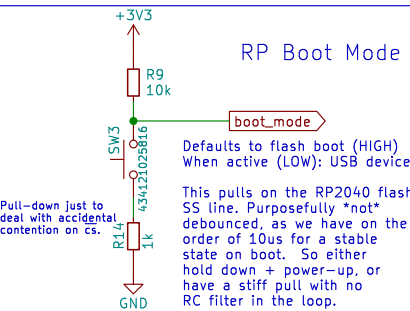 +3V3
RP Boot Mode
R9
10k
boot_mode
SW3
434121025816
Defaults to flash boot (HIGH)
When active (LOW): USB device
This pulls on the RP2040 flash
SS line. Purposefully *not*
debounced, as we have on the
order of 10us for a stable
state on boot. So either
hold down + power-up, or
have a stiff pull with no
RC filter in the loop.
Pull-down just to
deal with accidental
contention on cs.
R14
1k
GND